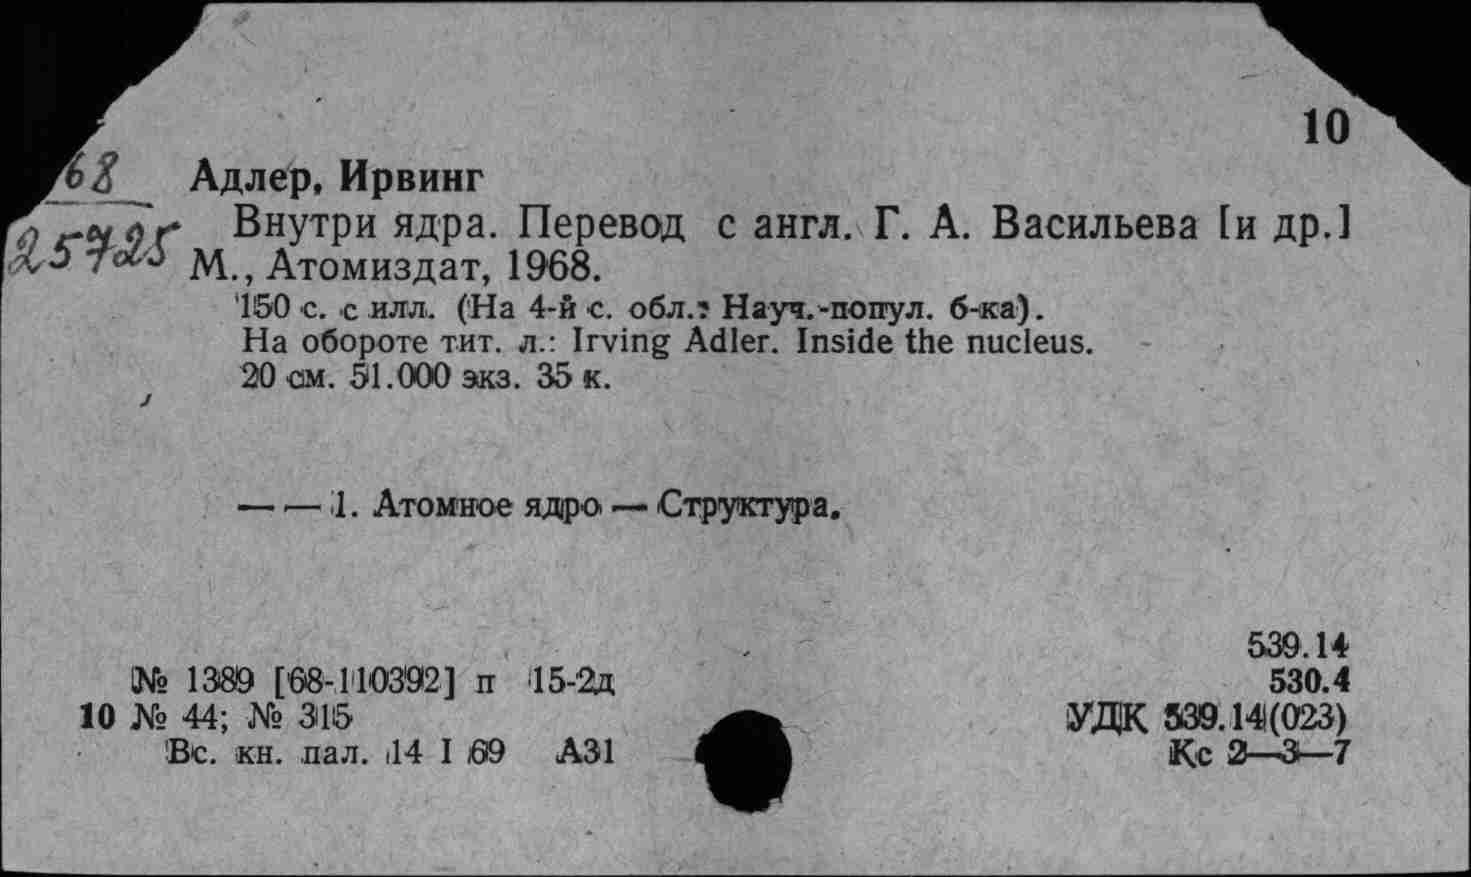 10
68
25725
Адлер, Ирвинг
Внутри ядра. Перевод с англ. Г. А. Васильева [и др.]
М., Атомиздат, 1968.
150 с. с илл. (На 4-й с. обл.: Науч.-попул. б-ка).
На обороте тит. л.: Irving Adler. Inside the nucleus.
20 см. 51.000 экз. 35 к.
— — 1. Атомное ядро — Структура.
539.14
№ 1389 [68-110392] п 15-2д
530.4
10 № 44; № 315
УДК 539.14(023)
Вс. кн. пал. 14 I 69 А31
Кс 2—3—7